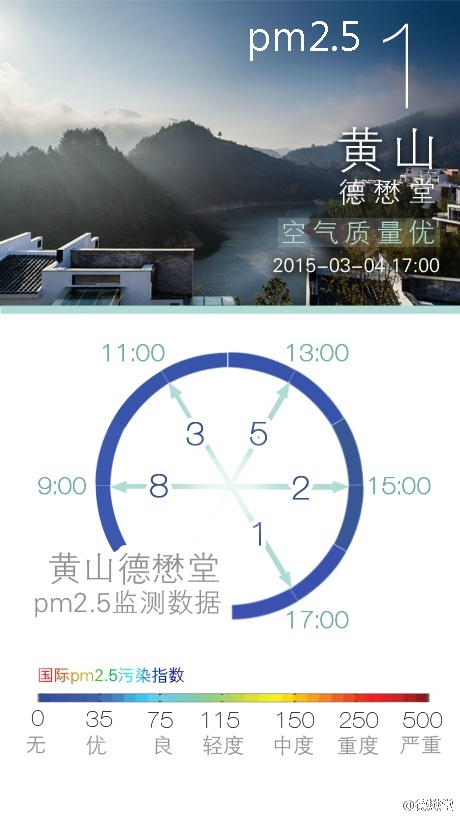 pm2.5 1
黄山
德懋堂
空气质量优
2015-03-04 17:00
11:00 13:00
3 5
9:00 8 2 15:00
1
黄山德懋堂
pm2.5监测数据
17:00
国际pm2.5污染指数
0 35 75 115 150 250 500
无 优 良 轻度 中度 重度 严重
@德懋堂